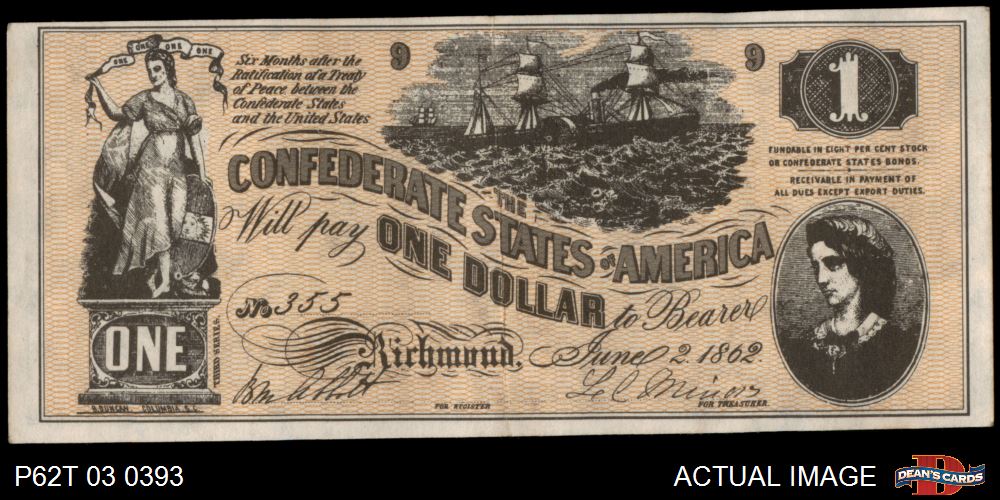 ONE ONE ONE ONE
Six Months after the
Ratification of a Treaty
of Peace between the
Confederate States
and the United States
9
9
1
FUNDABLE IN EIGHT PER CENT STOCK
OR CONFEDERATE STATES BONDS.
RECEIVABLE IN PAYMENT OF
ALL DUES EXCEPT EXPORT DUTIES.
THE
CONFEDERATE STATES OF AMERICA
Will pay ONE DOLLAR to Bearer
No 355
Richmond, June 2. 1862.
ONE
THIRD SERIES.
FOR REGISTER
FOR TREASURER.
B. DUNCAN COLUMBIA, S.C.
P62T 03 0393
ACTUAL IMAGE
D
DEAN'S CARDS